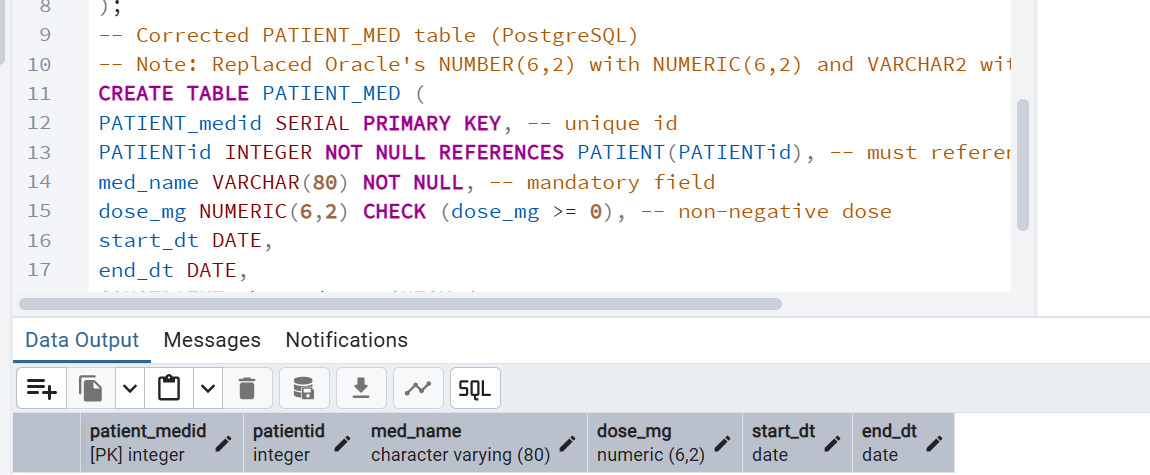 8 );
9 -- Corrected PATIENT_MED table (PostgreSQL)
10 -- Note: Replaced Oracle's NUMBER(6,2) with NUMERIC(6,2) and VARCHAR2
11 CREATE TABLE PATIENT_MED (
12 PATIENT_medid SERIAL PRIMARY KEY, -- unique id
13 PATIENTid INTEGER NOT NULL REFERENCES PATIENT(PATIENTid), -- must
14 med_name VARCHAR(80) NOT NULL, -- mandatory field
15 dose_mg NUMERIC(6,2) CHECK (dose_mg >= 0), -- non-negative dose
16 start_dt DATE,
17 end_dt DATE,
Data Output Messages Notifications
SQL
patient_medid patientid med_name dose_mg start_dt end_dt
[PK] integer integer character varying (80) numeric (6,2) date date